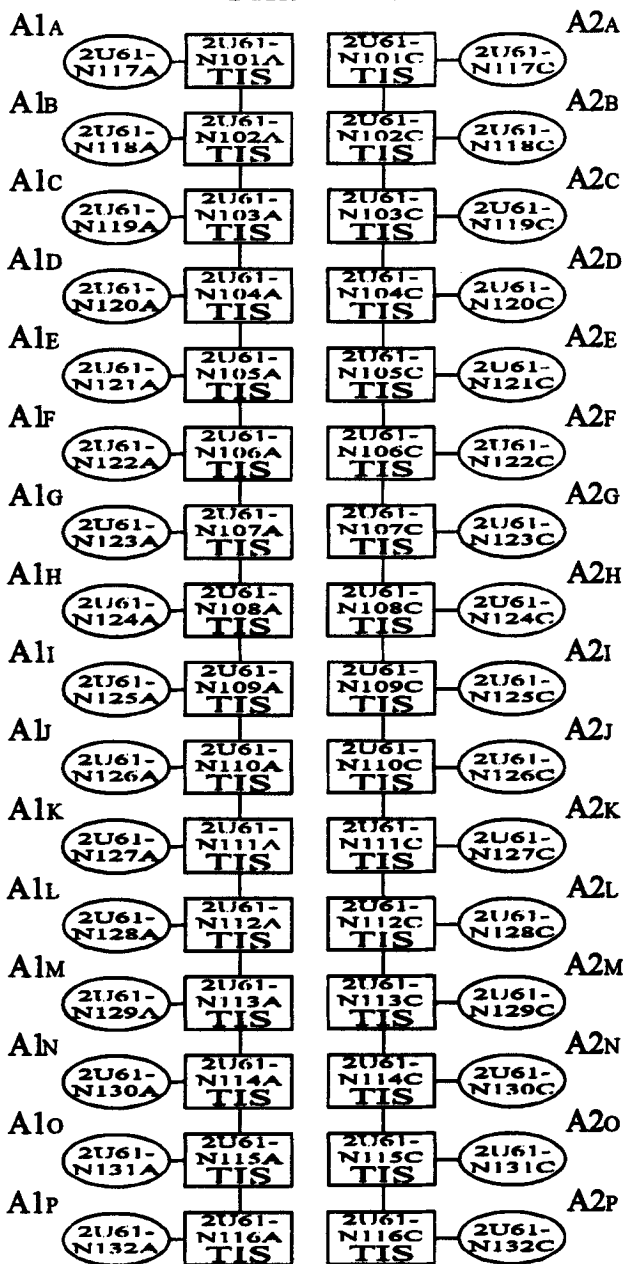 A1A
2U61-
N117A
2U61-
N101A
TIS
2U61-
N101C
TIS
2U61-
N117C
A2A
A1B
2U61-
N118A
2U61-
N102A
TIS
2U61-
N102C
TIS
2U61-
N118C
A2B
A1C
2U61-
N119A
2U61-
N103A
TIS
2U61-
N103C
TIS
2U61-
N119C
A2C
A1D
2U61-
N120A
2U61-
N104A
TIS
2U61-
N104C
TIS
2U61-
N120C
A2D
A1E
2U61-
N121A
2U61-
N105A
TIS
2U61-
N105C
TIS
2U61-
N121C
A2E
A1F
2U61-
N122A
2U61-
N106A
TIS
2U61-
N106C
TIS
2U61-
N122C
A2F
A1G
2U61-
N123A
2U61-
N107A
TIS
2U61-
N107C
TIS
2U61-
N123C
A2G
A1H
2U61-
N124A
2U61-
N108A
TIS
2U61-
N108C
TIS
2U61-
N124C
A2H
A1I
2U61-
N125A
2U61-
N109A
TIS
2U61-
N109C
TIS
2U61-
N125C
A2I
A1J
2U61-
N126A
2U61-
N110A
TIS
2U61-
N110C
TIS
2U61-
N126C
A2J
A1K
2U61-
N127A
2U61-
N111A
TIS
2U61-
N111C
TIS
2U61-
N127C
A2K
A1L
2U61-
N128A
2U61-
N112A
TIS
2U61-
N112C
TIS
2U61-
N128C
A2L
A1M
2U61-
N129A
2U61-
N113A
TIS
2U61-
N113C
TIS
2U61-
N129C
A2M
A1N
2U61-
N130A
2U61-
N114A
TIS
2U61-
N114C
TIS
2U61-
N130C
A2N
A1O
2U61-
N131A
2U61-
N115A
TIS
2U61-
N115C
TIS
2U61-
N131C
A2O
A1P
2U61-
N132A
2U61-
N116A
TIS
2U61-
N116C
TIS
2U61-
N132C
A2P